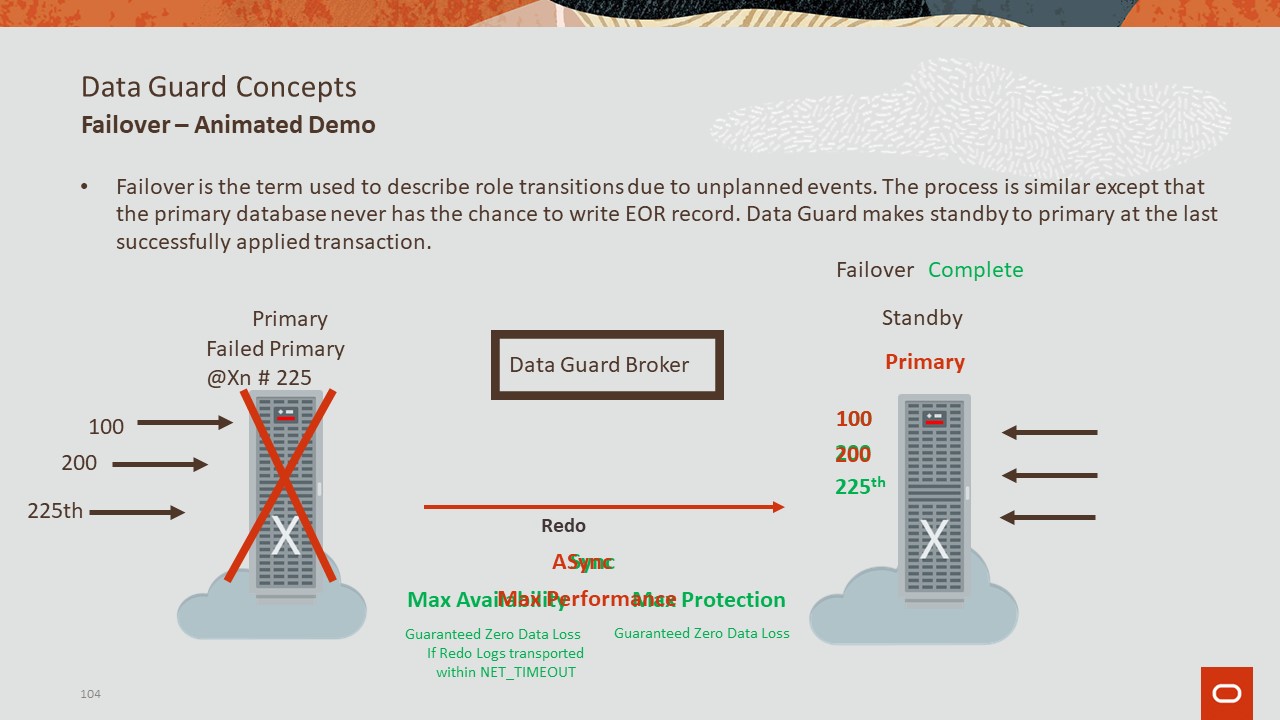 Data Guard Concepts
Failover – Animated Demo
• Failover is the term used to describe role transitions due to unplanned events. The process is similar except that
the primary database never has the chance to write EOR record. Data Guard makes standby to primary at the last
successfully applied transaction.
Failover Complete
Primary
Failed Primary
@Xn # 225
Data Guard Broker
Standby
Primary
100
200
225th
X
100
200
200
225th
X
Redo
ASync
Sync
Max Availability
Max Performance
Max Protection
Guaranteed Zero Data Loss
If Redo Logs transported
within NET_TIMEOUT
Guaranteed Zero Data Loss
104